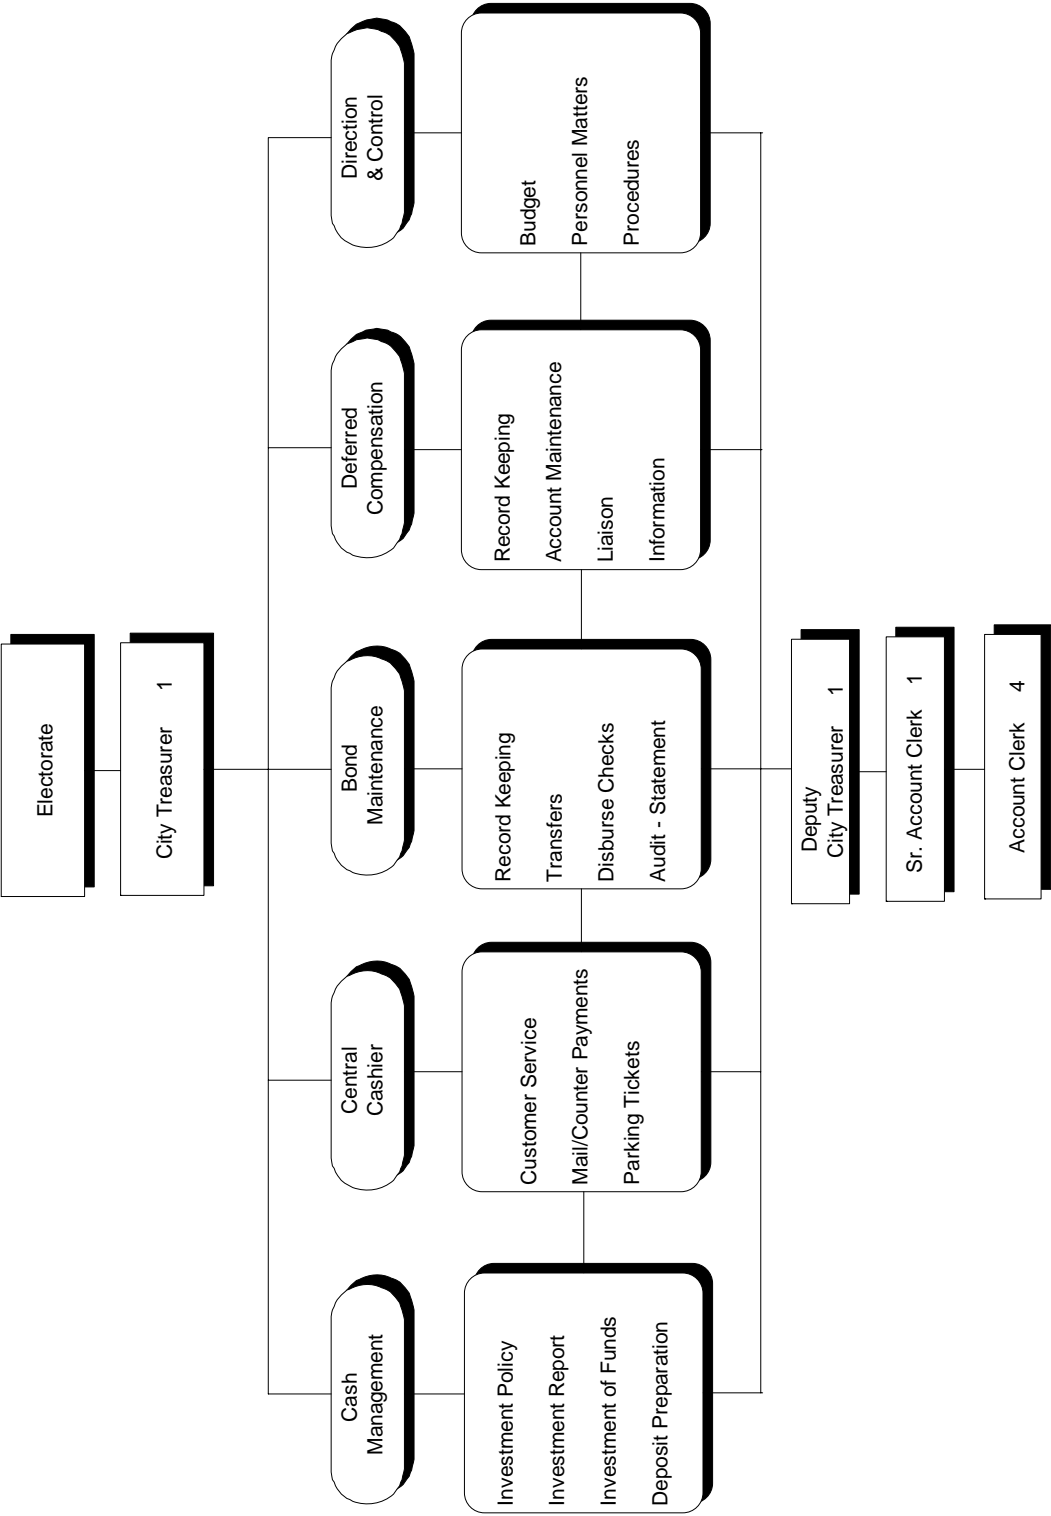 Electorate
City Treasurer 1
Cash
Management
Central
Cashier
Bond
Maintenance
Deferred
Compensation
Direction
& Control
Investment Policy
Investment Report
Investment of Funds
Deposit Preparation
Customer Service
Mail/Counter Payments
Parking Tickets
Record Keeping
Transfers
Disburse Checks
Audit - Statement
Record Keeping
Account Maintenance
Liaison
Information
Budget
Personnel Matters
Procedures
Deputy
City Treasurer 1
Sr. Account Clerk 1
Account Clerk 4